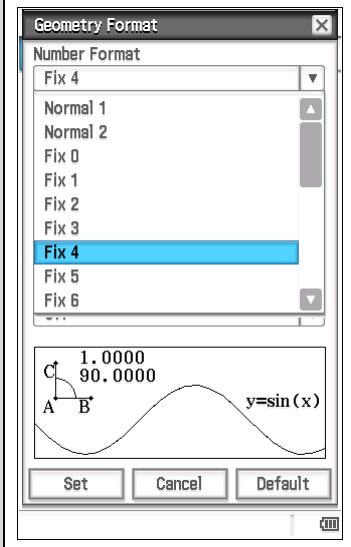 Geometry Format
Number Format
Fix 4
Normal 1
Normal 2
Fix 0
Fix 1
Fix 2
Fix 3
Fix 4
Fix 5
Fix 6
1.0000
C
90.0000
A B
y=sin(x)
Set Cancel Default